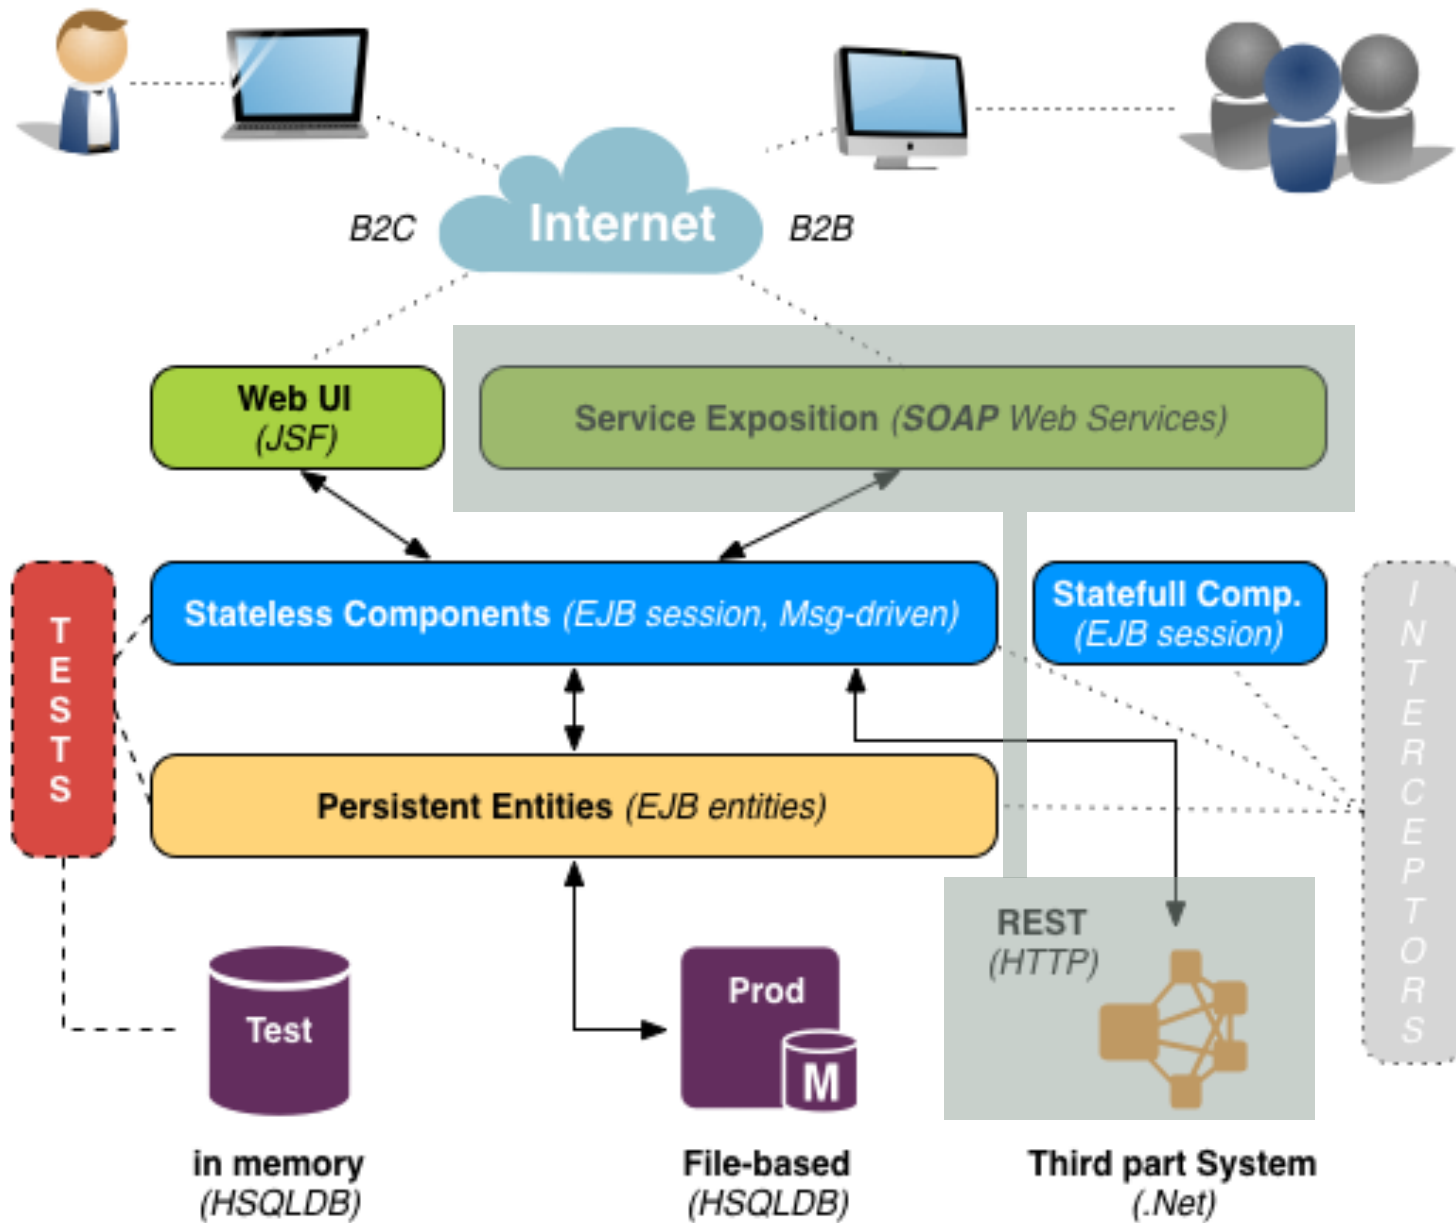 B2C
Internet
B2B
Web UI
(JSF)
Service Exposition (SOAP Web Services)
TESTS
Stateless Components (EJB session, Msg-driven)
Statefull Comp.
(EJB session)
INTERCEPTORS
Persistent Entities (EJB entities)
REST
(HTTP)
Test
Prod
M
in memory
(HSQLDB)
File-based
(HSQLDB)
Third part System
(.Net)